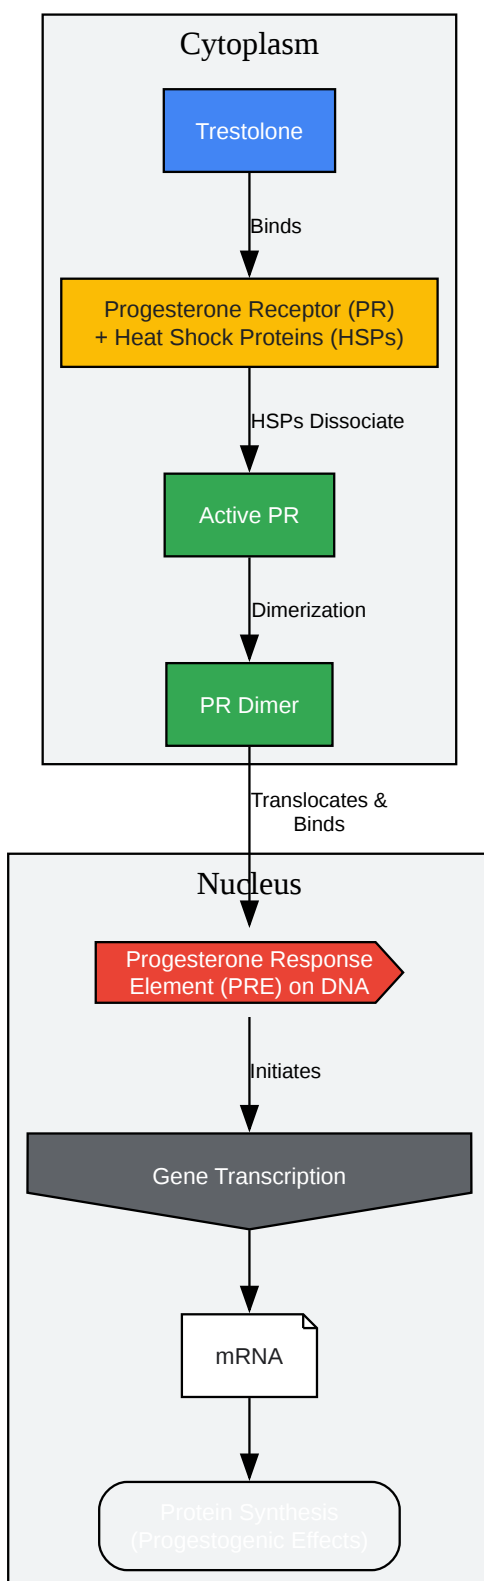 Cytoplasm
Trestolone
Binds
Progesterone Receptor (PR)
+ Heat Shock Proteins (HSPs)
HSPs Dissociate
Active PR
Dimerization
PR Dimer
Translocates &
Binds
Nucleus
Progesterone Response
Element (PRE) on DNA
Initiates
Gene Transcription
mRNA
Protein Synthesis
(Progestogenic Effects)